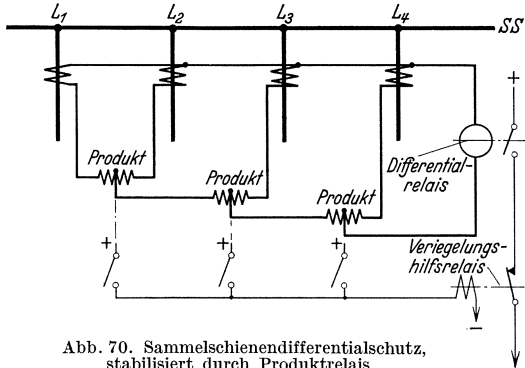 L1 L2 L3 L4 SS
+
Produkt
Differential-
relais
Produkt
Produkt
+ + +
Veriegelungs-
hilfsrelais
−
Abb. 70. Sammelschienendifferentialschutz,
stabilisiert durch Produktrelais